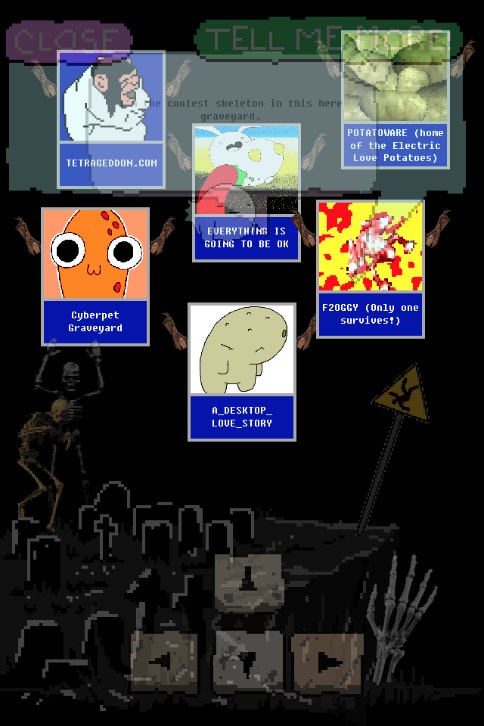 CLOSE
TELL ME MORE
he coolest skeleton in this here
graveyard.
TETRAGEDDON.COM
POTATOWARE (home
of the Electric
Love Potatoes)
EVERYTHING IS
GOING TO BE OK
Cyberpet
Graveyard
F2OGGY (Only one
survives!)
A_DESKTOP_
LOVE_STORY